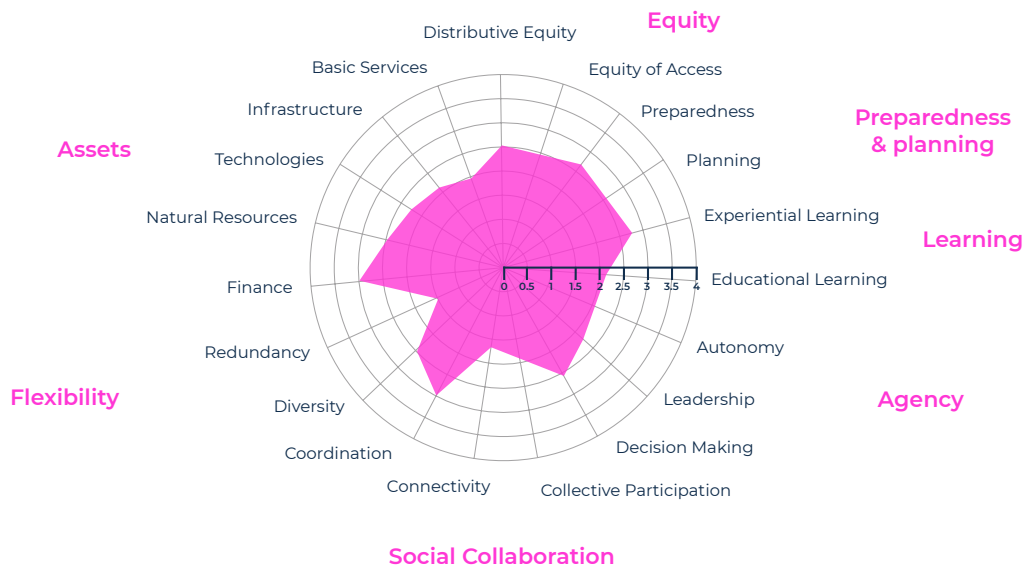 Equity
Distributive Equity
Basic Services
Equity of Access
Infrastructure
Preparedness
Preparedness
& planning
Assets
Technologies
Planning
Natural Resources
Experiential Learning
Learning
Finance
0 0.5 1 1.5 2 2.5 3 3.5 4
Educational Learning
Redundancy
Autonomy
Flexibility
Diversity
Leadership
Agency
Coordination
Decision Making
Connectivity
Collective Participation
Social Collaboration